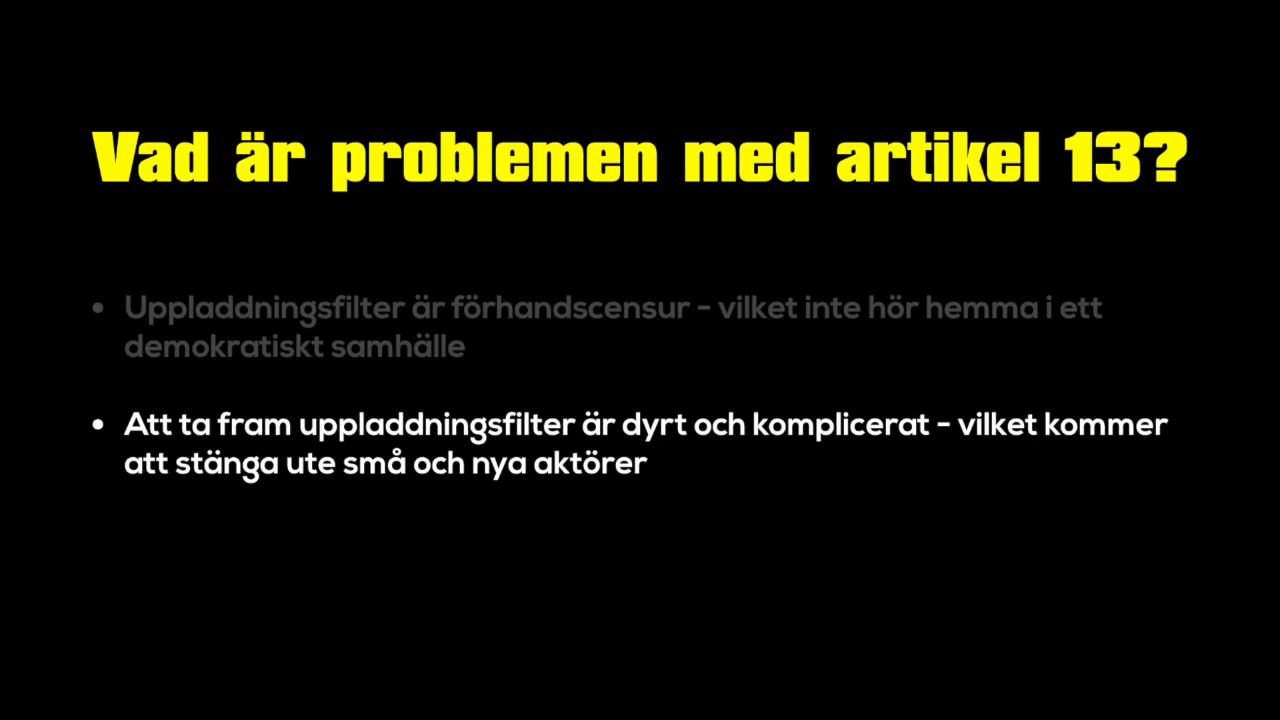 Vad är problemen med artikel 13?
• Uppladdningsfilter är förhandscensur - vilket inte hör hemma i ett
demokratiskt samhälle
• Att ta fram uppladdningsfilter är dyrt och komplicerat - vilket kommer
att stänga ute små och nya aktörer